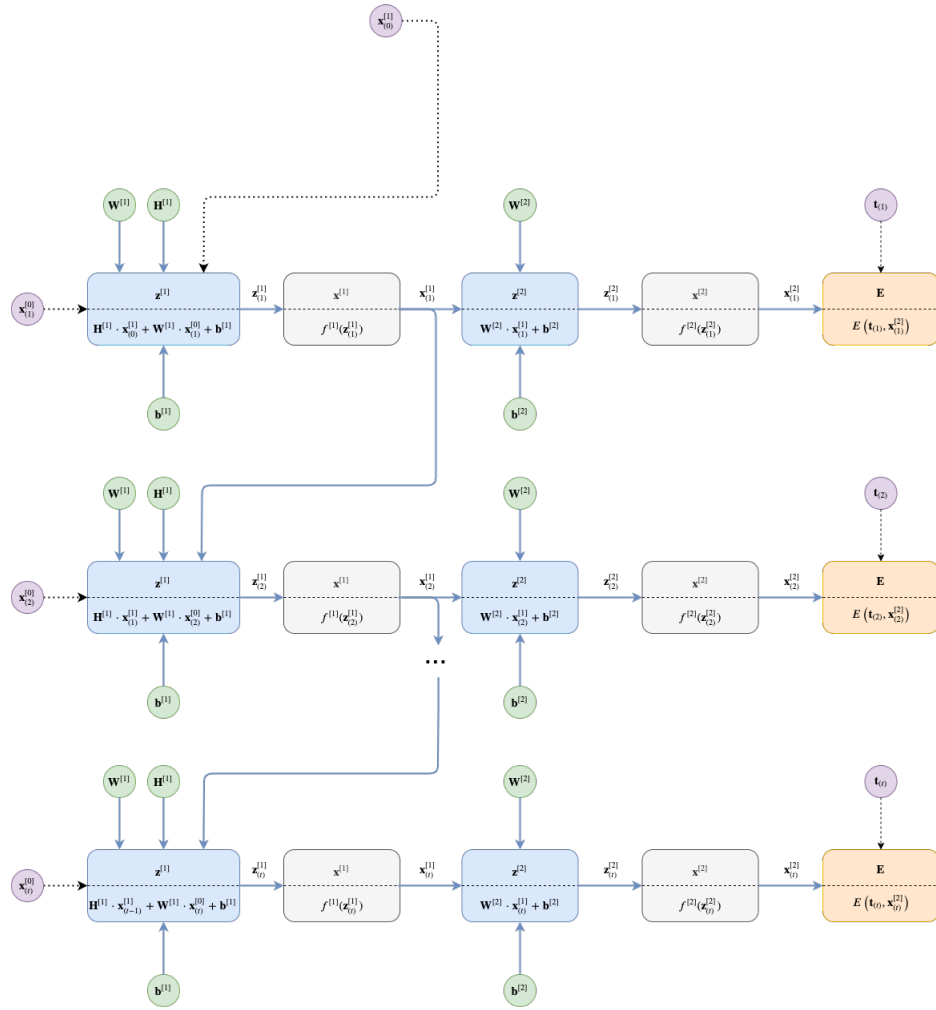 𝐱₍₀₎^[1]
𝐖^[1] 𝐇^[1] 𝐖^[2] 𝐭₍₁₎
𝐳^[1] 𝐳₍₁₎^[1] 𝐱^[1] 𝐱₍₁₎^[1] 𝐳^[2] 𝐳₍₁₎^[2] 𝐱^[2] 𝐱₍₁₎^[2] 𝐄
𝐱₍₁₎^[0]
𝐇^[1] · 𝐱₍₀₎^[1] + 𝐖^[1] · 𝐱₍₁₎^[0] + 𝐛^[1] f^[1](𝐳₍₁₎^[1]) 𝐖^[2] · 𝐱₍₁₎^[1] + 𝐛^[2] f^[2](𝐳₍₁₎^[2]) E (𝐭₍₁₎, 𝐱₍₁₎^[2])
𝐛^[1] 𝐛^[2]
𝐖^[1] 𝐇^[1] 𝐖^[2] 𝐭₍₂₎
𝐳^[1] 𝐳₍₂₎^[1] 𝐱^[1] 𝐱₍₂₎^[1] 𝐳^[2] 𝐳₍₂₎^[2] 𝐱^[2] 𝐱₍₂₎^[2] 𝐄
𝐱₍₂₎^[0]
𝐇^[1] · 𝐱₍₁₎^[1] + 𝐖^[1] · 𝐱₍₂₎^[0] + 𝐛^[1] f^[1](𝐳₍₂₎^[1]) 𝐖^[2] · 𝐱₍₂₎^[1] + 𝐛^[2] f^[2](𝐳₍₂₎^[2]) E (𝐭₍₂₎, 𝐱₍₂₎^[2])
...
𝐛^[1] 𝐛^[2]
𝐖^[1] 𝐇^[1] 𝐖^[2] 𝐭₍ₜ₎
𝐳^[1] 𝐳₍ₜ₎^[1] 𝐱^[1] 𝐱₍ₜ₎^[1] 𝐳^[2] 𝐳₍ₜ₎^[2] 𝐱^[2] 𝐱₍ₜ₎^[2] 𝐄
𝐱₍ₜ₎^[0]
𝐇^[1] · 𝐱₍ₜ₋₁₎^[1] + 𝐖^[1] · 𝐱₍ₜ₎^[0] + 𝐛^[1] f^[1](𝐳₍ₜ₎^[1]) 𝐖^[2] · 𝐱₍ₜ₎^[1] + 𝐛^[2] f^[2](𝐳₍ₜ₎^[2]) E (𝐭₍ₜ₎, 𝐱₍ₜ₎^[2])
𝐛^[1] 𝐛^[2]